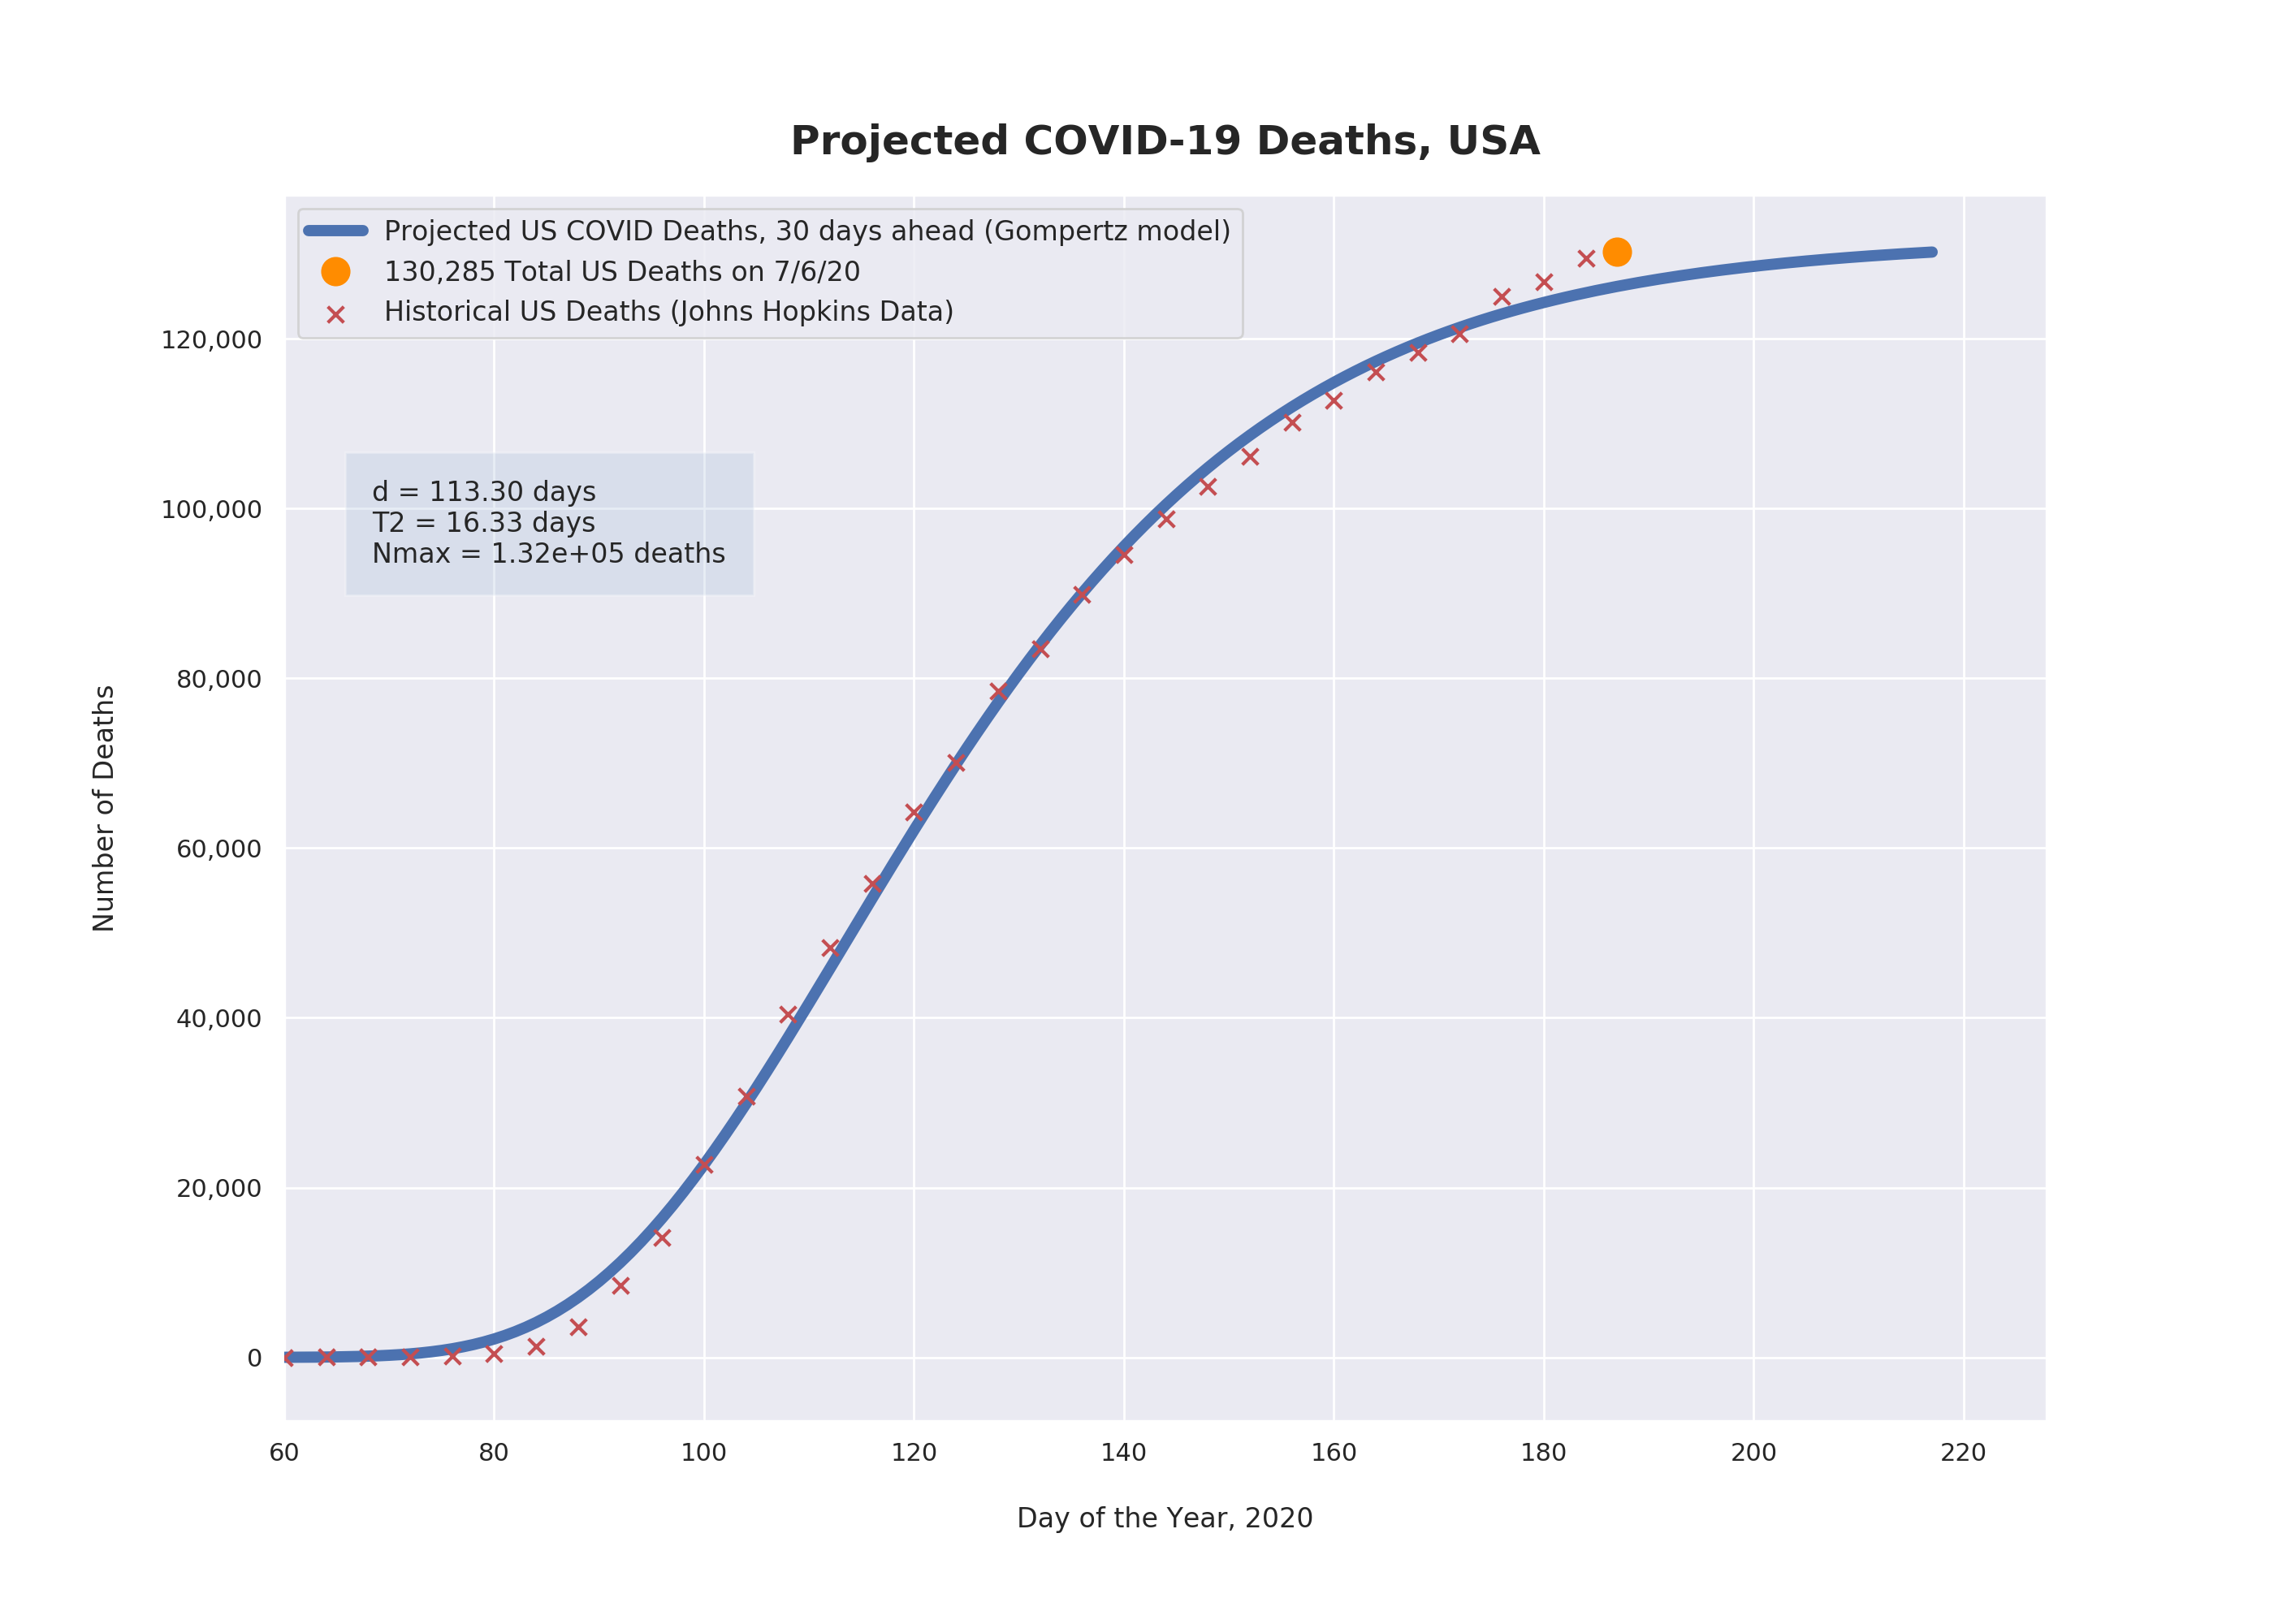 Projected COVID-19 Deaths, USA
Projected US COVID Deaths, 30 days ahead (Gompertz model)
130,285 Total US Deaths on 7/6/20
Historical US Deaths (Johns Hopkins Data)
d = 113.30 days
T2 = 16.33 days
Nmax = 1.32e+05 deaths
Number of Deaths
120,000
100,000
80,000
60,000
40,000
20,000
0
60 80 100 120 140 160 180 200 220
Day of the Year, 2020